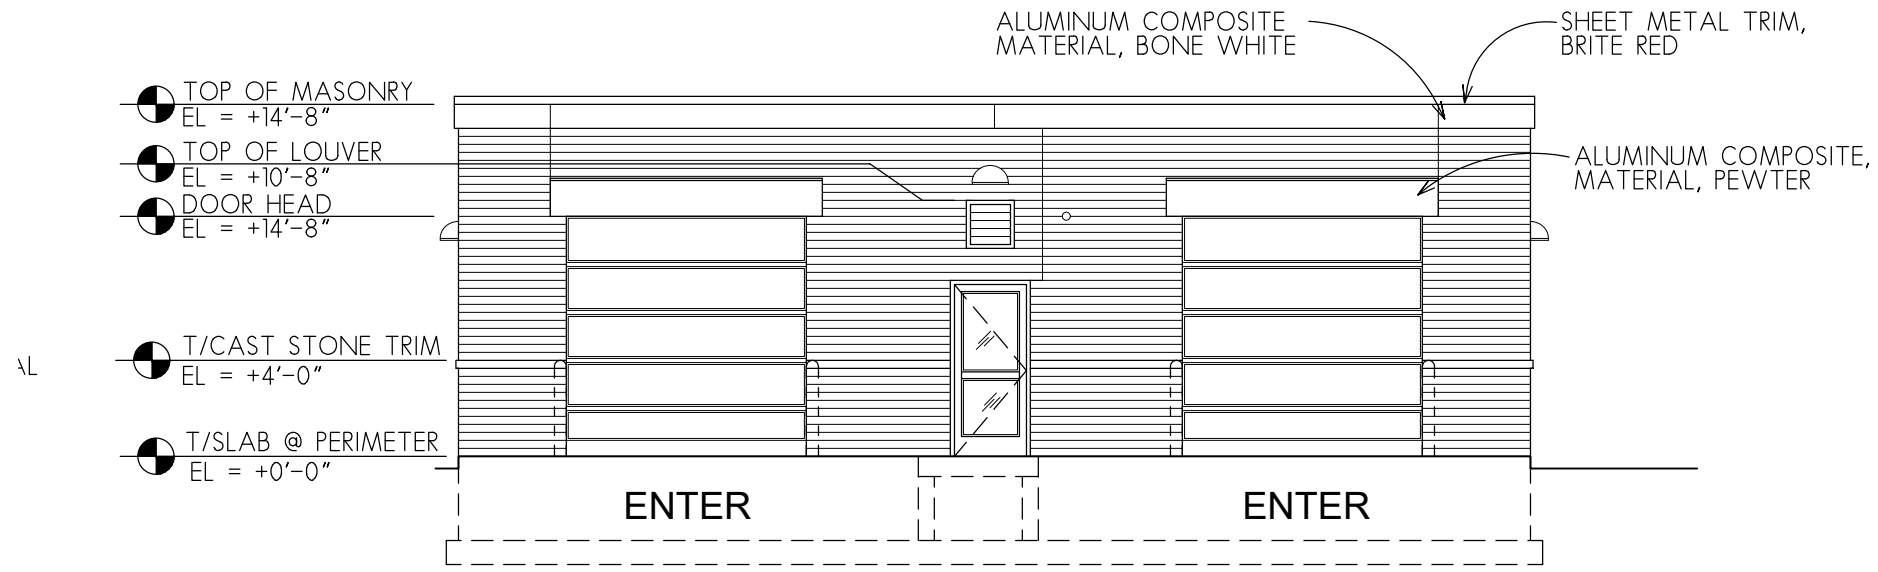 ALUMINUM COMPOSITE
MATERIAL, BONE WHITE
SHEET METAL TRIM,
BRITE RED
TOP OF MASONRY
EL = +14'-8"
TOP OF LOUVER
EL = +10'-8"
DOOR HEAD
EL = +14'-8"
ALUMINUM COMPOSITE,
MATERIAL, PEWTER
T/CAST STONE TRIM
EL = +4'-0"
AL
T/SLAB @ PERIMETER
EL = +0'-0"
ENTER
ENTER